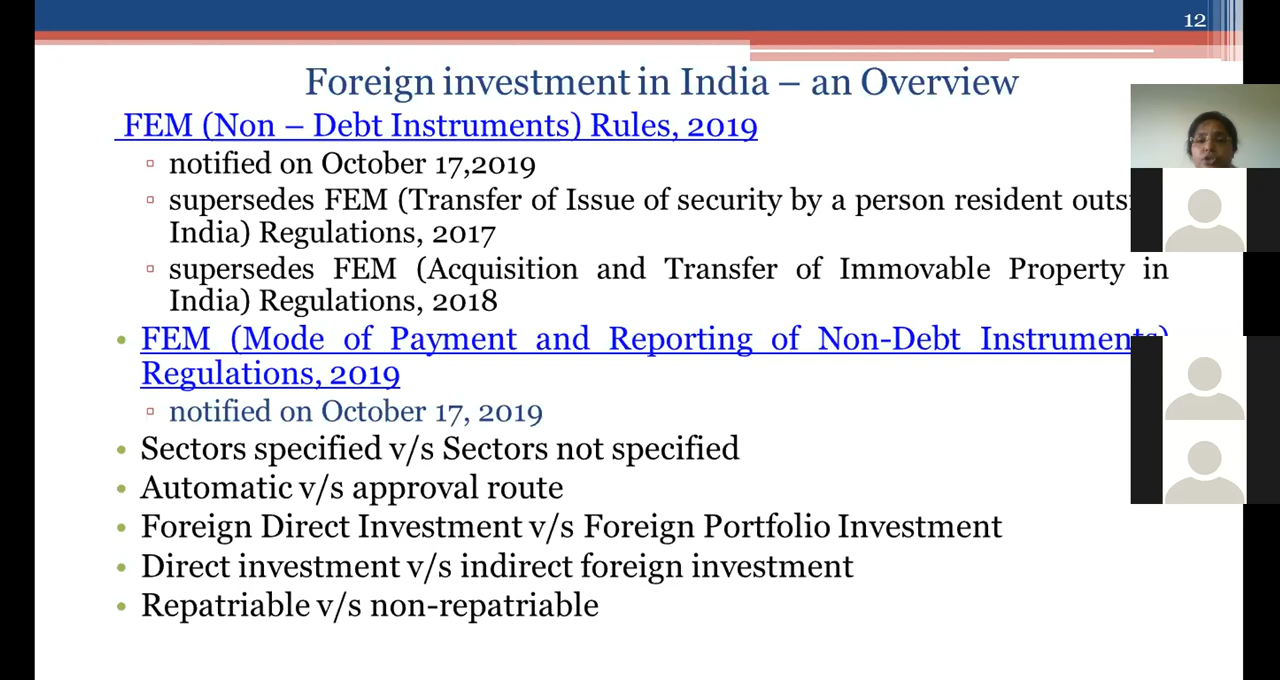 12
Foreign investment in India – an Overview
FEM (Non – Debt Instruments) Rules, 2019
▫ notified on October 17,2019
▫ supersedes FEM (Transfer of Issue of security by a person resident
India) Regulations, 2017
▫ supersedes FEM (Acquisition and Transfer of Immovable Property in
India) Regulations, 2018
• FEM (Mode of Payment and Reporting of Non-Debt Instruments)
Regulations, 2019
▫ notified on October 17, 2019
• Sectors specified v/s Sectors not specified
• Automatic v/s approval route
• Foreign Direct Investment v/s Foreign Portfolio Investment
• Direct investment v/s indirect foreign investment
• Repatriable v/s non-repatriable